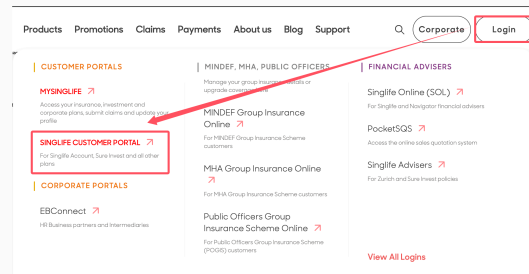 Products Promotions Claims Payments About us Blog Support Corporate Login
CUSTOMER PORTALS
MYSINGLIFE
Access your insurance, investment and
corporate plans, submit claims and update your
profile
SINGLIFE CUSTOMER PORTAL
For Singlife Account, Sure Invest and all other
plans
CORPORATE PORTALS
EBConnect
HR Business partners and Intermediaries
MINDEF, MHA, PUBLIC OFFICERS
Manage your group insurance details or
upgrade coverage
MINDEF Group Insurance
Online
For MINDEF Group Insurance Scheme
customers
MHA Group Insurance Online
For MHA Group Insurance Scheme customers
Public Officers Group
Insurance Scheme Online
For Public Officers Group Insurance Scheme
(POGIS) customers
FINANCIAL ADVISERS
Singlife Online (SOL)
For Singlife and Navigator financial advisers
PocketSQS
Access the online sales quotation system
Singlife Advisers
For Zurich and Sure Invest policies
View All Logins